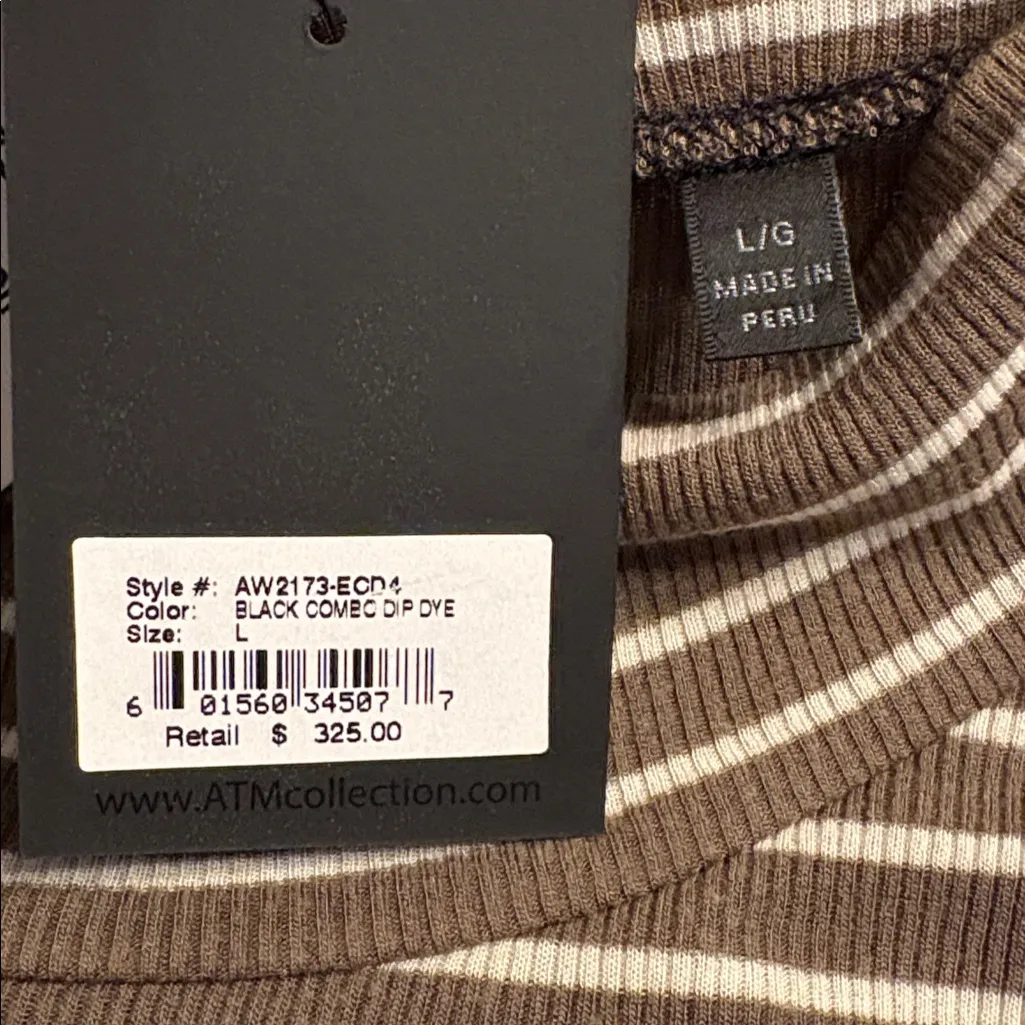 Style #: AW2173-ECD4
Color: BLACK COMBO DIP DYE
Size: L
6 01560 34507 7
Retail $ 325.00
www.ATMcollection.com
L/G
MADE IN
PERU